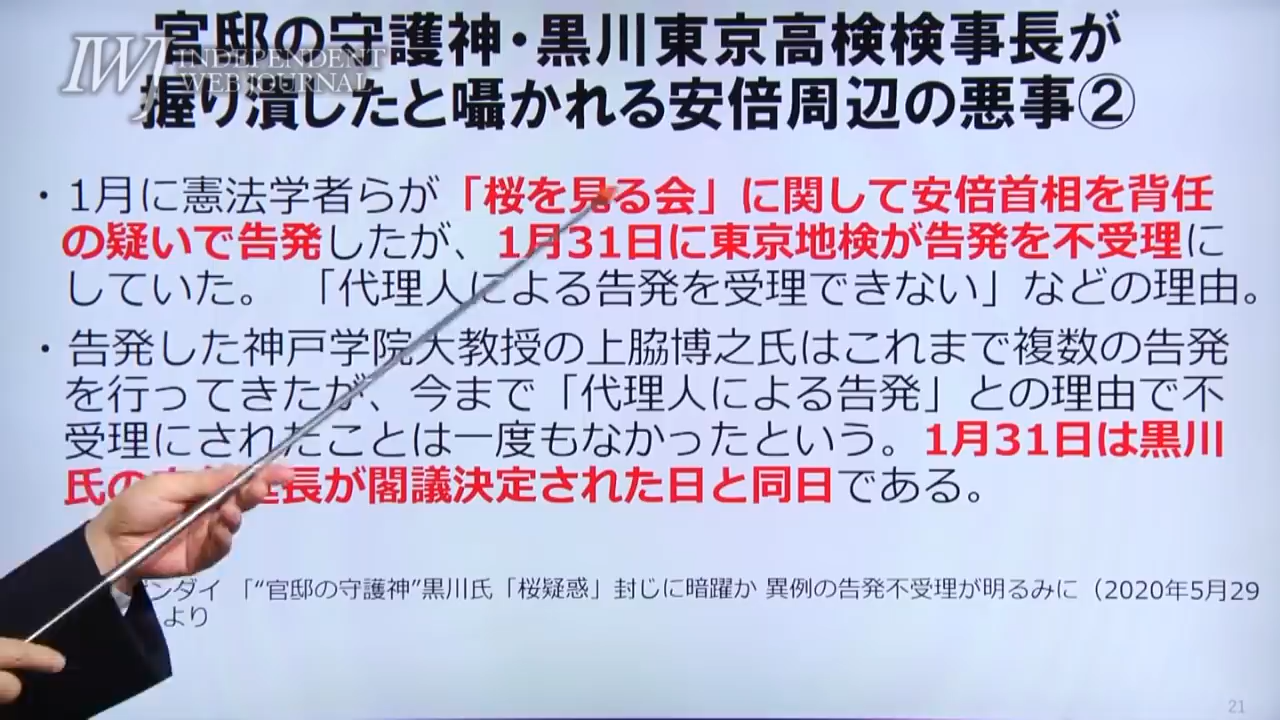 官邸の守護神・黒川東京高検検事長が
IWJ INDEPENDENT
WEB JOURNAL
握り潰したと囁かれる安倍周辺の悪事②
・1月に憲法学者らが「桜を見る会」に関して安倍首相を背任
の疑いで告発したが、1月31日に東京地検が告発を不受理に
していた。「代理人による告発を受理できない」などの理由。
・告発した神戸学院大教授の上脇博之氏はこれまで複数の告発
を行ってきたが、今まで「代理人による告発」との理由で不
受理にされたことは一度もなかったという。1月31日は黒川
氏の 延長が閣議決定された日と同日である。
ンダイ 「“官邸の守護神”黒川氏「桜疑惑」封じに暗躍か 異例の告発不受理が明るみに（2020年5月29
より
21